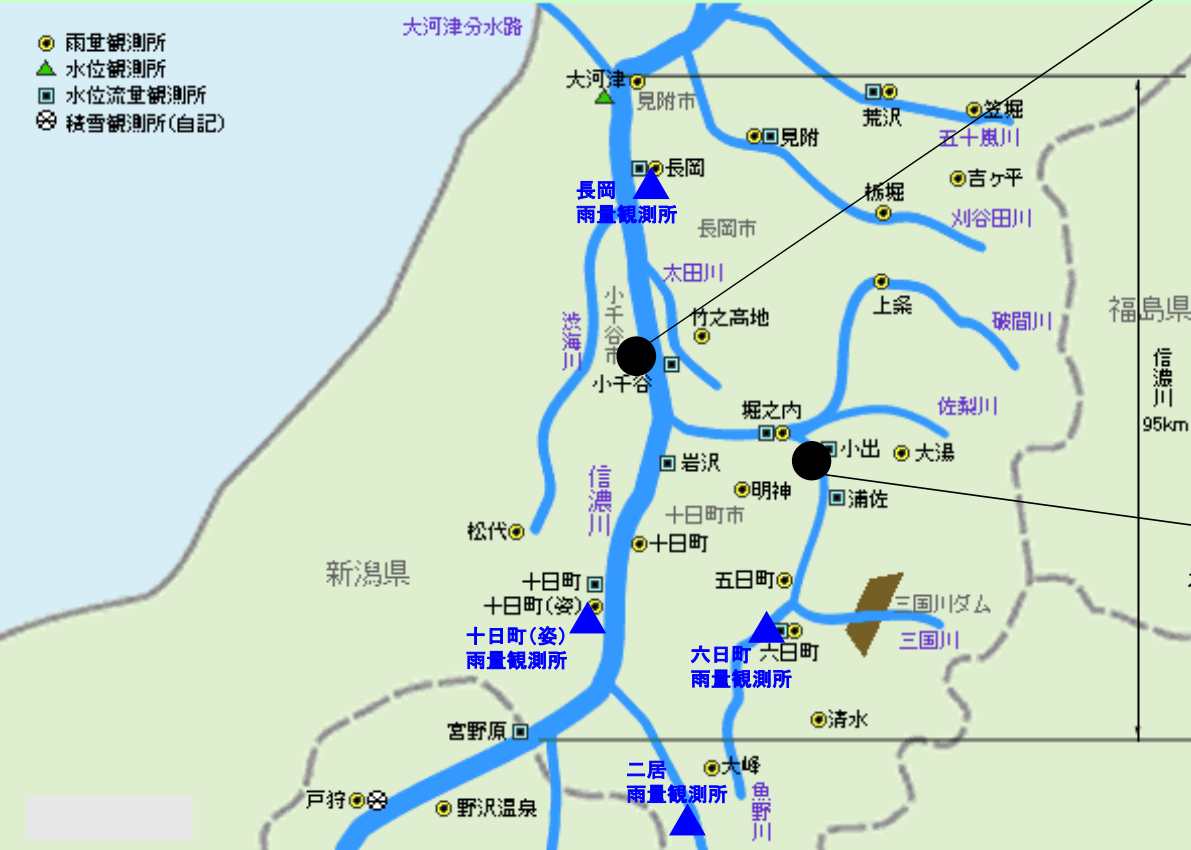 大河津分水路
雨量観測所
水位観測所
水位流量観測所
積雪観測所(自記)
大河津
見附市
荒沢
笠堀
五十嵐川
見附
長岡
長岡
雨量観測所
吉ヶ平
栃堀
刈谷田川
長岡市
太田川
小千谷市
渋海川
竹之高地
上条
破間川
福島県
信濃川
95km
小千谷
堀之内
佐梨川
小出
大湯
岩沢
信濃川
明神
浦佐
十日町市
松代
十日町
新潟県
十日町
五日町
十日町(姿)
三国川ダム
十日町(姿)
雨量観測所
三国川
六日町
雨量観測所
六日町
清水
宮野原
二居
雨量観測所
大峰
魚野川
戸狩
野沢温泉